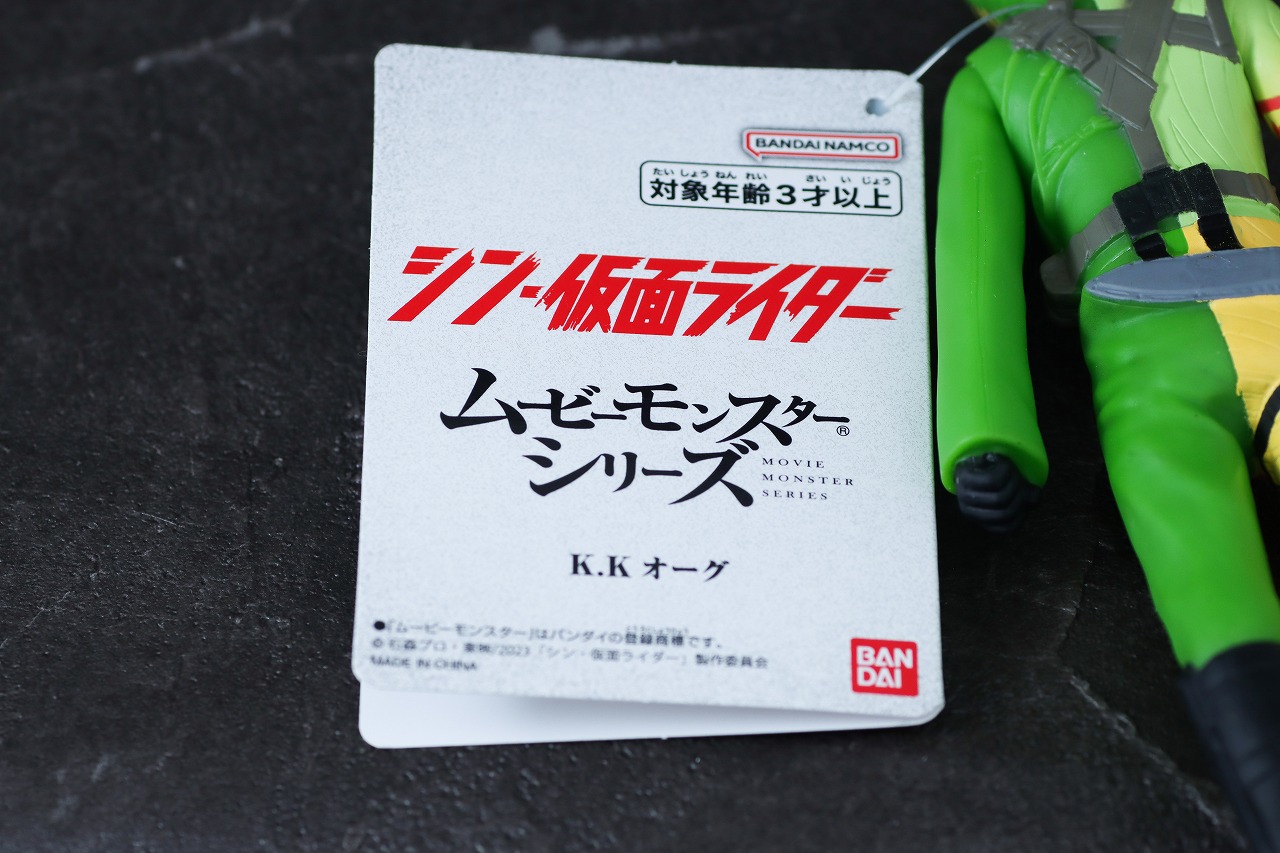 BANDAI NAMCO
たいしょうねんれい さいいじょう
対象年齢3才以上
シン・仮面ライダー
ムービーモンスター®
シリーズ
MOVIE
MONSTER
SERIES
K.K オーグ
●「ムービーモンスター」はバンダイの登録商標です。
© 石森プロ・東映/2023「シン・仮面ライダー」製作委員会
MADE IN CHINA
BAN
DAI